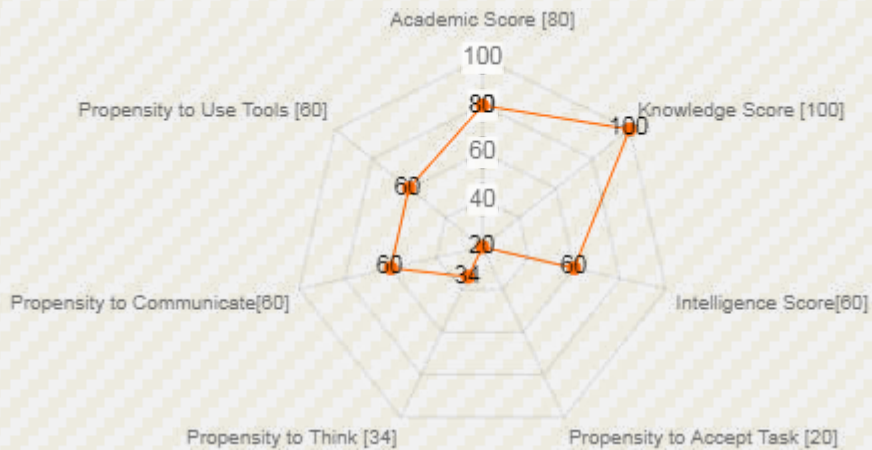 Academic Score [80]
100
80
Propensity to Use Tools [60]
Knowledge Score [100]
100
60
60
40
20
60
60
34
Propensity to Communicate[60]
Intelligence Score[60]
Propensity to Think [34]
Propensity to Accept Task [20]